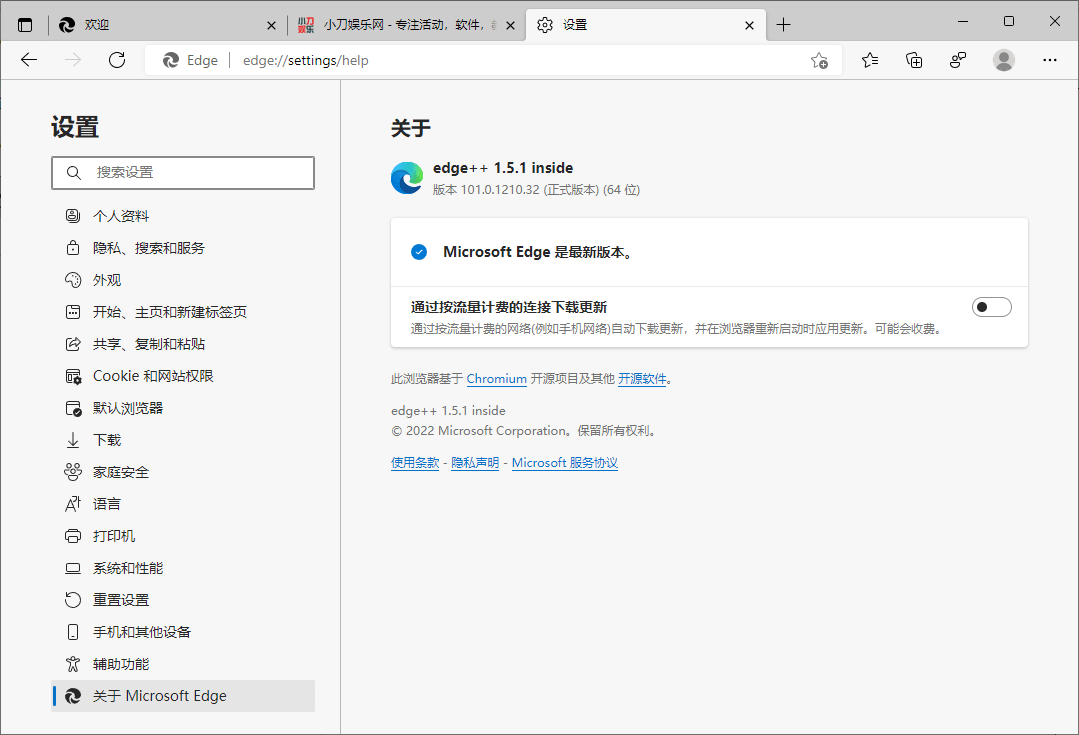 欢迎
小刀娱乐网 - 专注活动，软件，
设置
Edge
edge://settings/help
设置
搜索设置
个人资料
隐私、搜索和服务
外观
开始、主页和新建标签页
共享、复制和粘贴
Cookie 和网站权限
默认浏览器
下载
家庭安全
语言
打印机
系统和性能
重置设置
手机和其他设备
辅助功能
关于 Microsoft Edge
关于
edge++ 1.5.1 inside
版本 101.0.1210.32 (正式版本) (64 位)
Microsoft Edge 是最新版本。
通过按流量计费的连接下载更新
通过按流量计费的网络(例如手机网络)自动下载更新，并在浏览器重新启动时应用更新。可能会收费。
此浏览器基于 Chromium 开源项目及其他 开源软件。
edge++ 1.5.1 inside
© 2022 Microsoft Corporation。保留所有权利。
使用条款 - 隐私声明 - Microsoft 服务协议